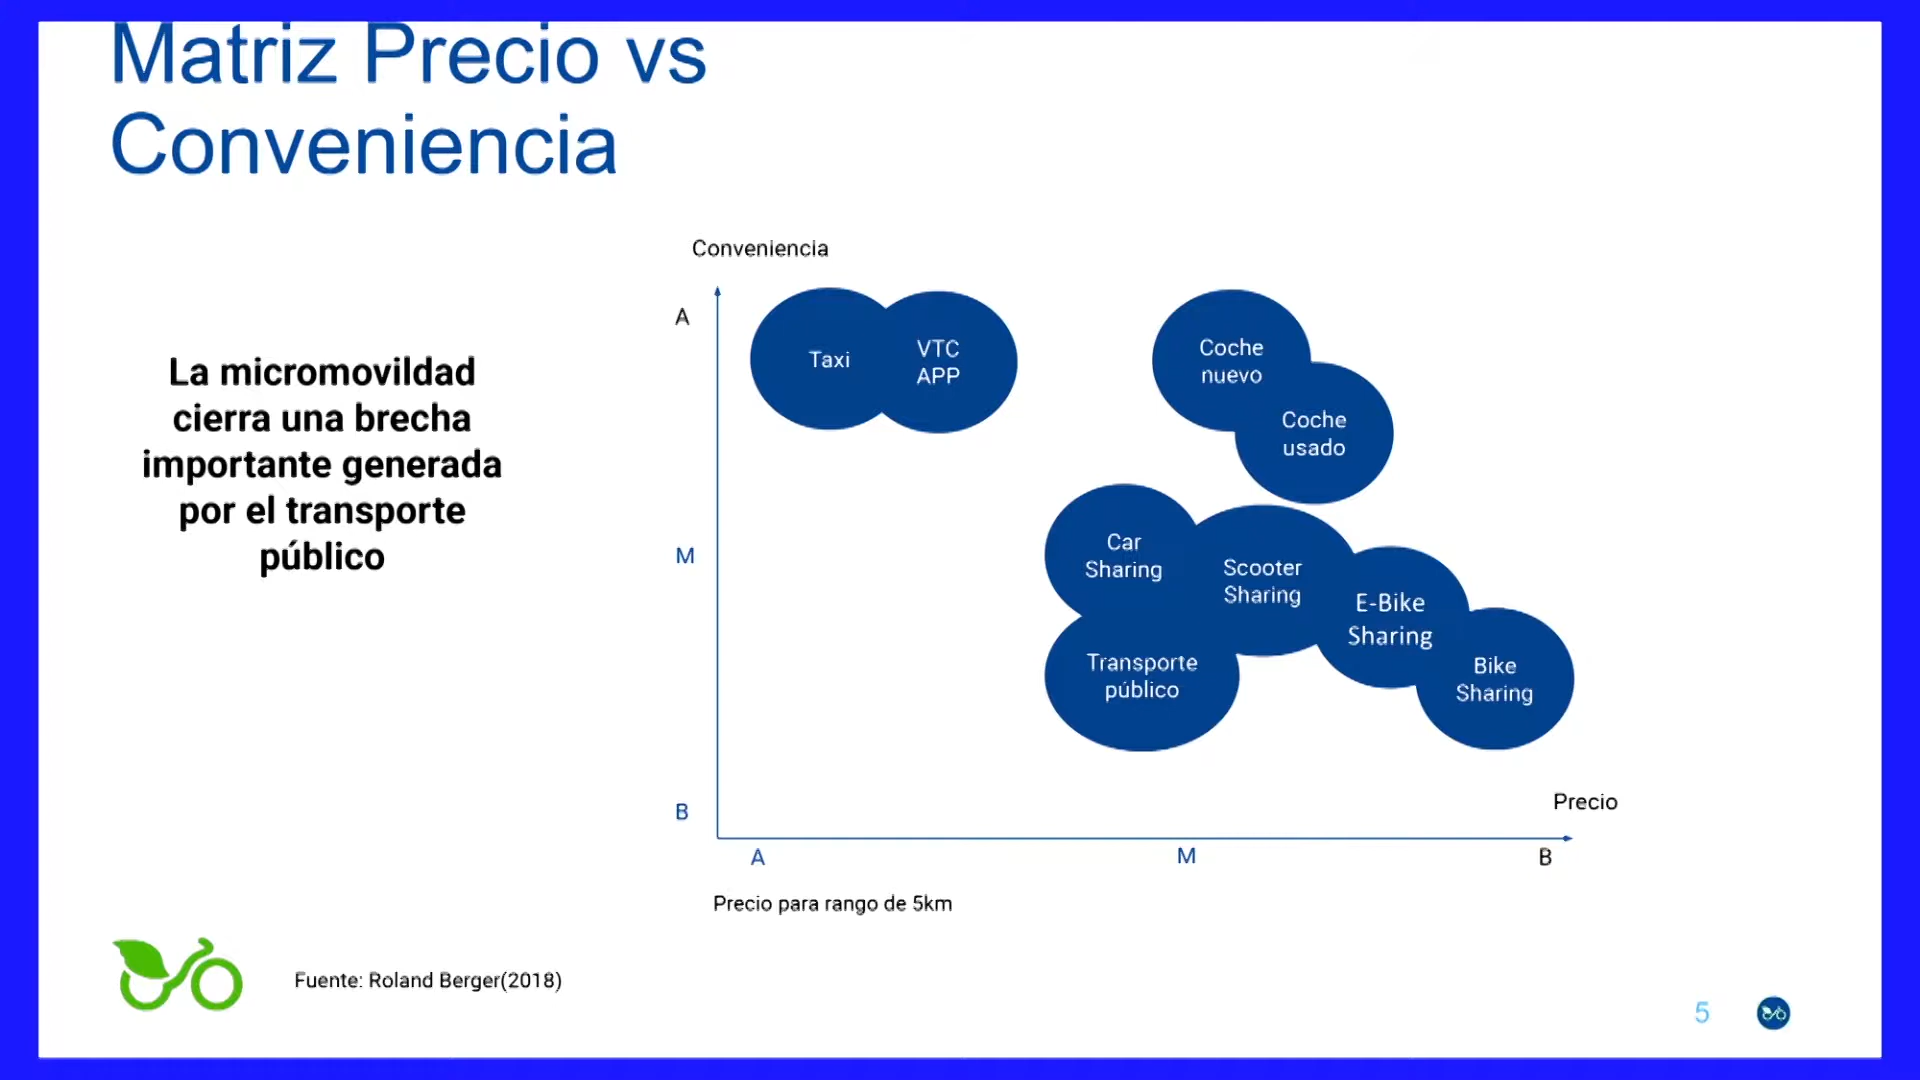 Matriz Precio vs
Conveniencia
La micromovildad
cierra una brecha
importante generada
por el transporte
público
Conveniencia
A
M
B
Taxi
VTC
APP
Coche
nuevo
Coche
usado
Car
Sharing
Scooter
Sharing
E-Bike
Sharing
Bike
Sharing
Transporte
público
Precio
A
M
B
Precio para rango de 5km
Fuente: Roland Berger(2018)
5